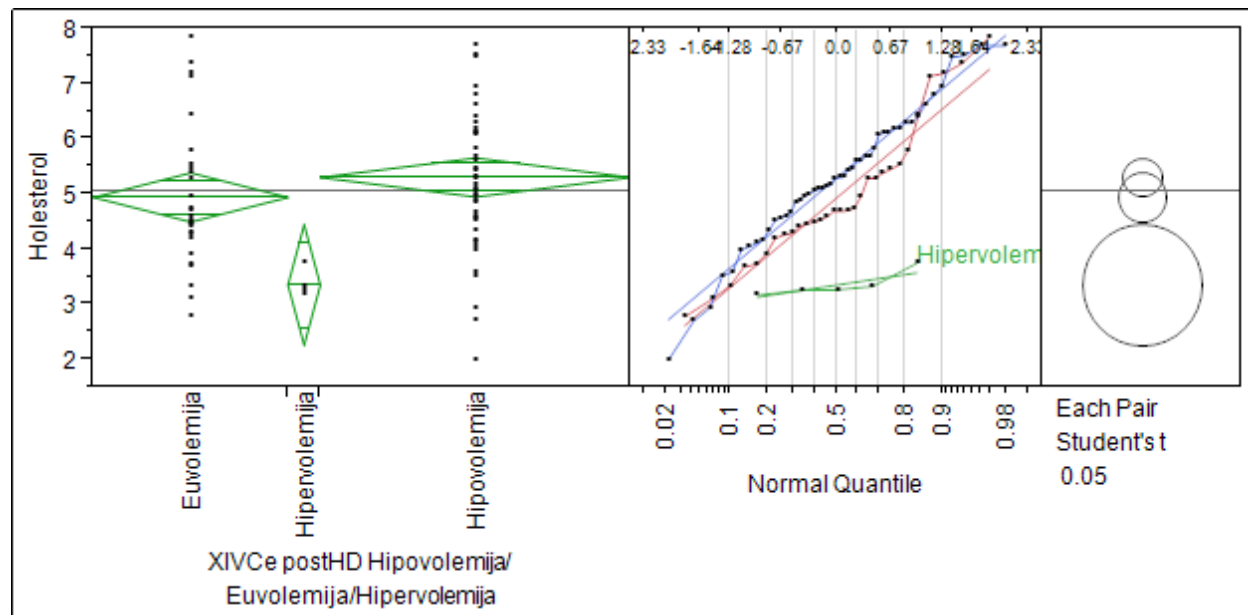 Holesterol
8
7
6
5
4
3
2
Euvolemija
Hipervolemija
Hipovolemija
XIVCe postHD Hipovolemija/
Euvolemija/Hipervolemija
2.33 -1.64 -1.28 -0.67 0.0 0.67 1.28 1.64 2.33
Hipervolem
0.02 0.1 0.2 0.5 0.8 0.9 0.98
Normal Quantile
Each Pair
Student's t
0.05